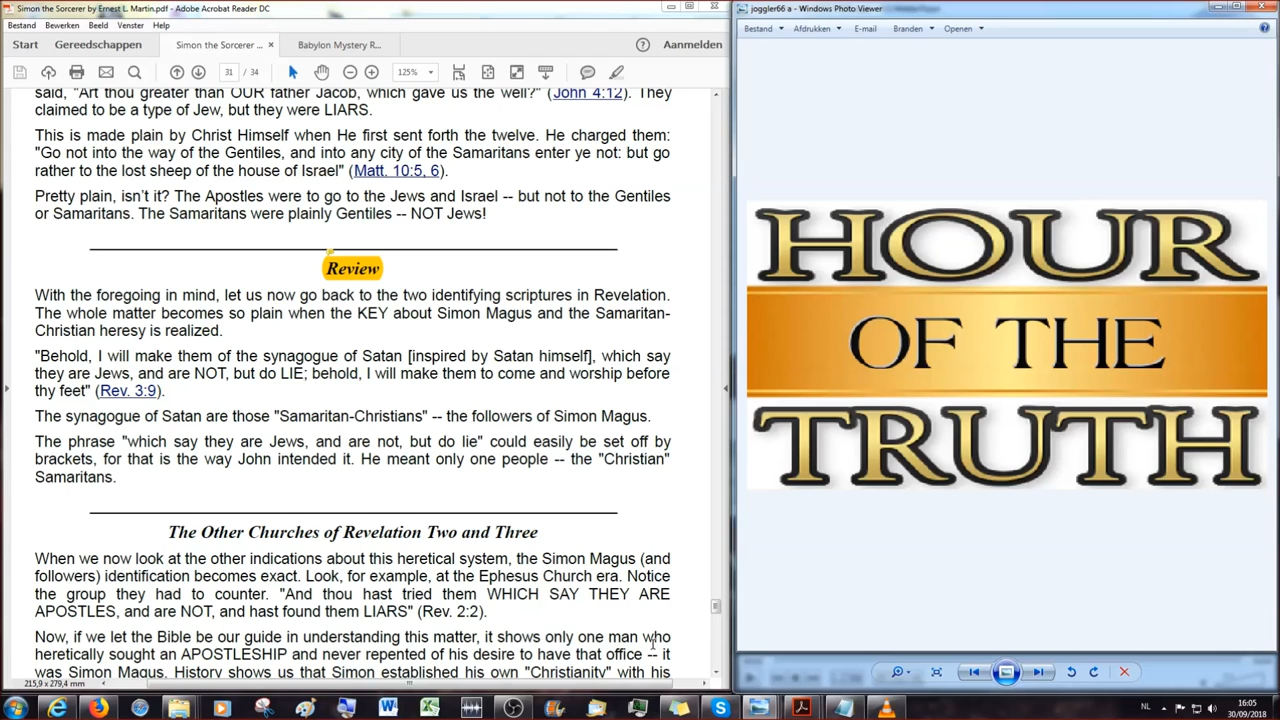 Simon the Sorcerer by Ernest L. Martin.pdf - Adobe Acrobat Reader DC
Bestand Bewerken Beeld Venster Help
Start Gereedschappen Simon the Sorcerer ... × Babylon Mystery R... Aanmelden
31 / 34 125%
said, "Art thou greater than OUR father Jacob, which gave us the well?" (John 4:12). They
claimed to be a type of Jew, but they were LIARS.
This is made plain by Christ Himself when He first sent forth the twelve. He charged them:
"Go not into the way of the Gentiles, and into any city of the Samaritans enter ye not: but go
rather to the lost sheep of the house of Israel" (Matt. 10:5, 6).
Pretty plain, isn't it? The Apostles were to go to the Jews and Israel -- but not to the Gentiles
or Samaritans. The Samaritans were plainly Gentiles -- NOT Jews!
Review
With the foregoing in mind, let us now go back to the two identifying scriptures in Revelation.
The whole matter becomes so plain when the KEY about Simon Magus and the Samaritan-
Christian heresy is realized.
"Behold, I will make them of the synagogue of Satan [inspired by Satan himself], which say
they are Jews, and are NOT, but do LIE; behold, I will make them to come and worship before
thy feet" (Rev. 3:9).
The synagogue of Satan are those "Samaritan-Christians" -- the followers of Simon Magus.
The phrase "which say they are Jews, and are not, but do lie" could easily be set off by
brackets, for that is the way John intended it. He meant only one people -- the "Christian"
Samaritans.
The Other Churches of Revelation Two and Three
When we now look at the other indications about this heretical system, the Simon Magus (and
followers) identification becomes exact. Look, for example, at the Ephesus Church era. Notice
the group they had to counter. "And thou hast tried them WHICH SAY THEY ARE
APOSTLES, and are NOT, and hast found them LIARS" (Rev. 2:2).
Now, if we let the Bible be our guide in understanding this matter, it shows only one man who
heretically sought an APOSTLESHIP and never repented of his desire to have that office -- it
was Simon Magus. History shows us that Simon established his own "Christianity" with his
215,9 x 279,4 mm
joggler66 a - Windows Photo Viewer
Bestand Afdrukken E-mail Branden Openen
HOUR
OF THE
TRUTH
NL 16:05
30/09/2018